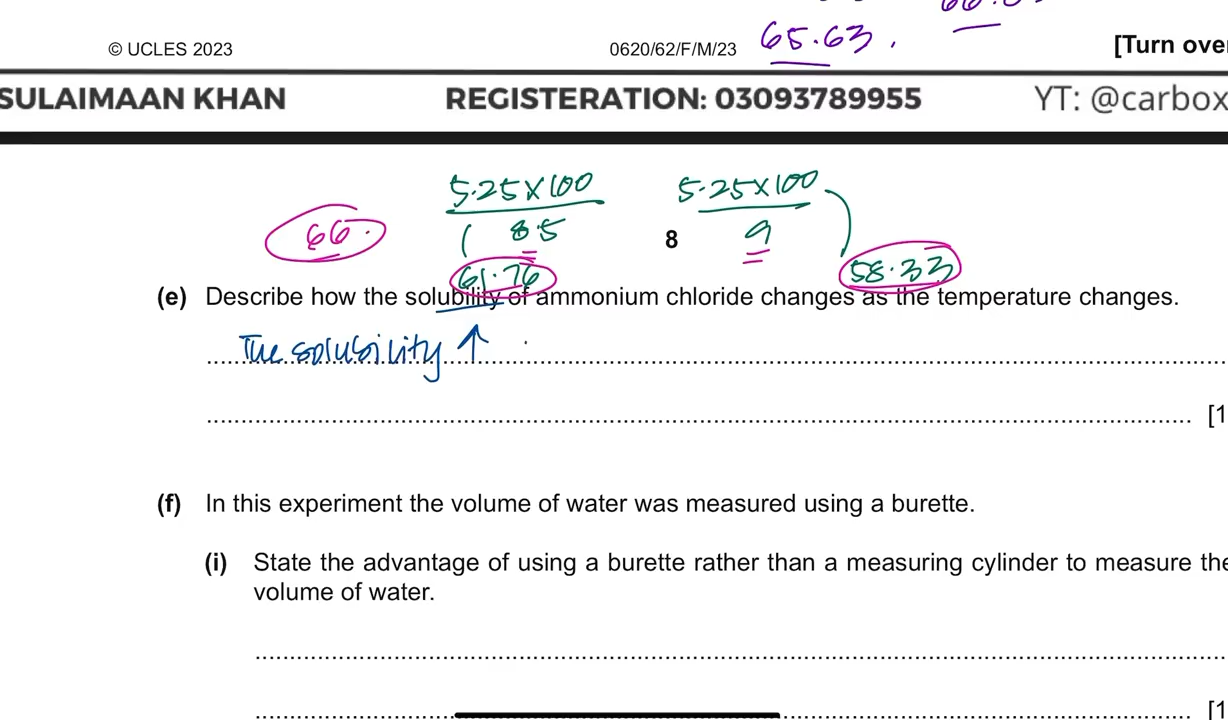 © UCLES 2023 0620/62/F/M/23 65.63. [Turn ove
SULAIMAAN KHAN REGISTERATION: 03093789955 YT: @carbox
5.25×100 5.25×100
66. 85 8 9
61.76 58.33
(e) Describe how the solubility of ammonium chloride changes as the temperature changes.
The solubility ↑
[1
(f) In this experiment the volume of water was measured using a burette.
(i) State the advantage of using a burette rather than a measuring cylinder to measure the
volume of water.
[1